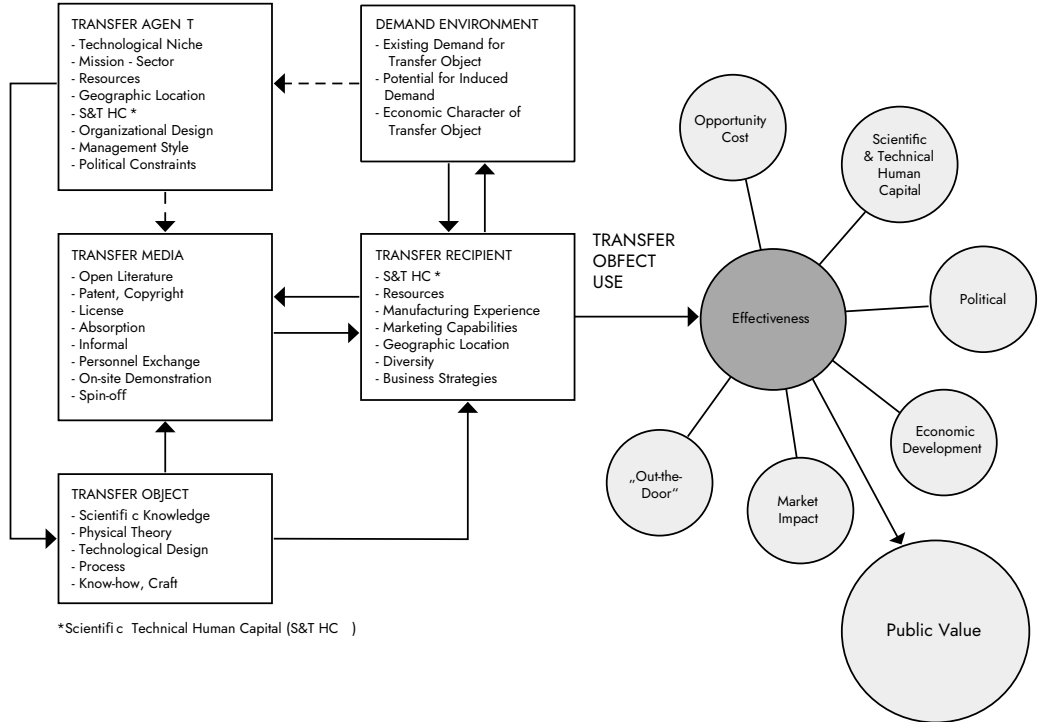 TRANSFER AGEN T
- Technological Niche
- Mission - Sector
- Resources
- Geographic Location
- S&T HC *
- Organizational Design
- Management Style
- Political Constraints
DEMAND ENVIRONMENT
- Existing Demand for
Transfer Object
- Potential for Induced
Demand
- Economic Character of
Transfer Object
TRANSFER MEDIA
- Open Literature
- Patent, Copyright
- License
- Absorption
- Informal
- Personnel Exchange
- On-site Demonstration
- Spin-off
TRANSFER RECIPIENT
- S&T HC *
- Resources
- Manufacturing Experience
- Marketing Capabilities
- Geographic Location
- Diversity
- Business Strategies
TRANSFER OBJECT
- Scientifi c Knowledge
- Physical Theory
- Technological Design
- Process
- Know-how, Craft
*Scientifi c Technical Human Capital (S&T HC )
TRANSFER
OBFECT
USE
Effectiveness
Opportunity
Cost
Scientific
& Technical
Human
Capital
Political
Economic
Development
Public Value
Market
Impact
„Out-the-
Door“